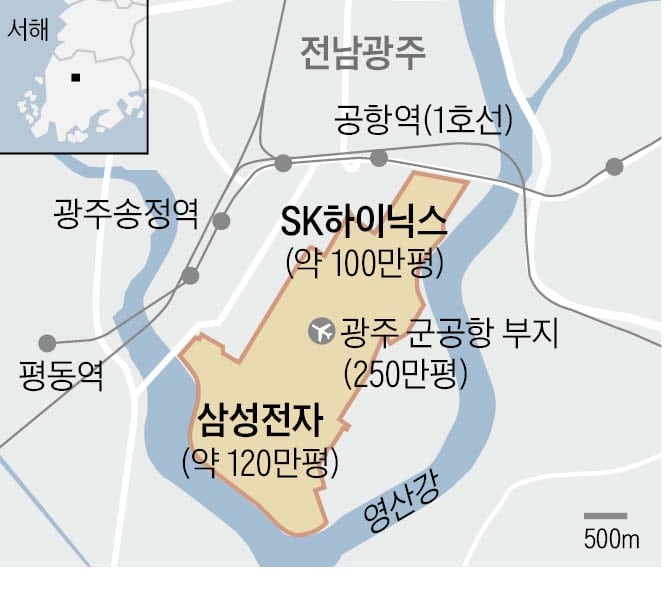 서해
전남광주
공항역(1호선)
광주송정역
SK하이닉스
(약 100만평)
광주 군공항 부지
(250만평)
평동역
삼성전자
(약 120만평)
영산강
500m